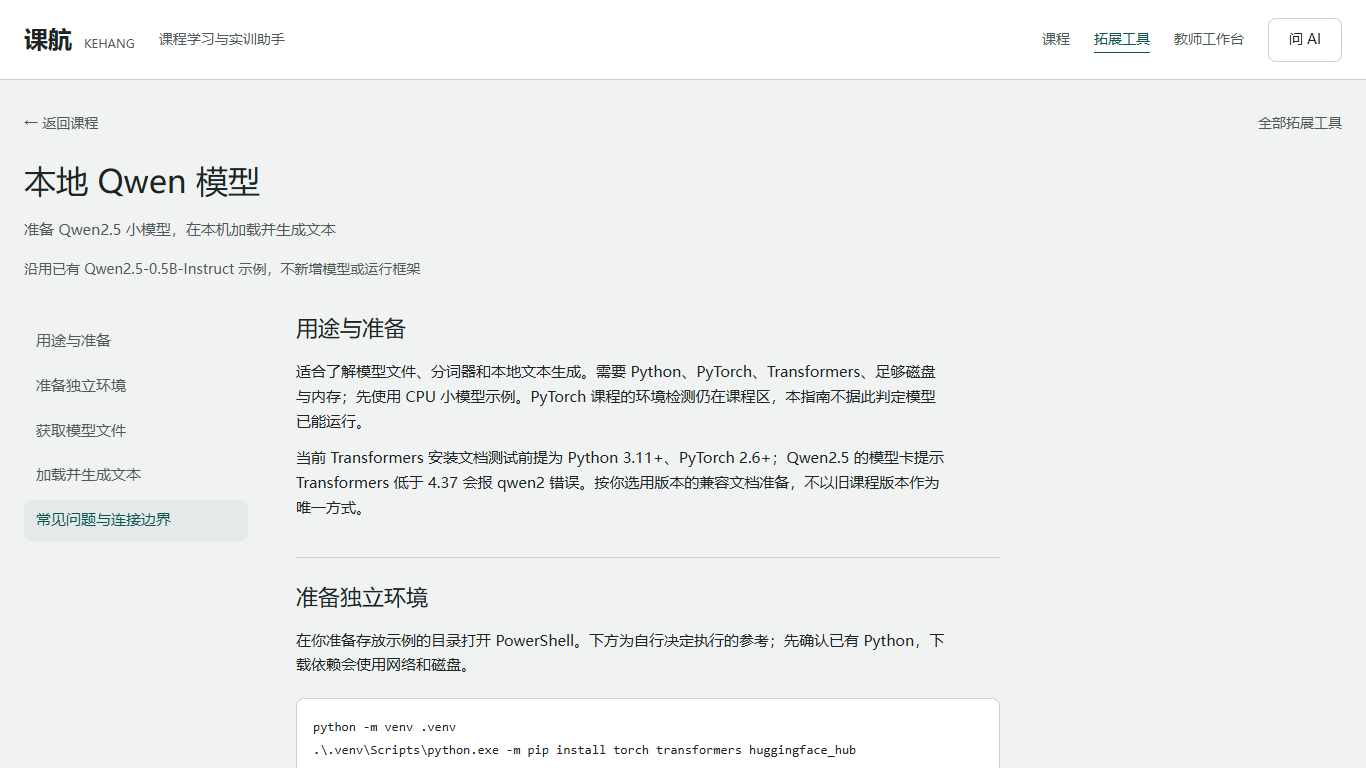 课航 KEHANG 课程学习与实训助手 课程 拓展工具 教师工作台 问 AI
← 返回课程 全部拓展工具
本地 Qwen 模型
准备 Qwen2.5 小模型，在本机加载并生成文本
沿用已有 Qwen2.5-0.5B-Instruct 示例，不新增模型或运行框架
用途与准备
准备独立环境
获取模型文件
加载并生成文本
常见问题与连接边界
用途与准备
适合了解模型文件、分词器和本地文本生成。需要 Python、PyTorch、Transformers、足够磁盘
与内存；先使用 CPU 小模型示例。PyTorch 课程的环境检测仍在课程区，本指南不据此判定模型
已能运行。
当前 Transformers 安装文档测试前提为 Python 3.11+、PyTorch 2.6+；Qwen2.5 的模型卡提示
Transformers 低于 4.37 会报 qwen2 错误。按你选用版本的兼容文档准备，不以旧课程版本作为
唯一方式。
准备独立环境
在你准备存放示例的目录打开 PowerShell。下方为自行决定执行的参考；先确认已有 Python，下
载依赖会使用网络和磁盘。
python -m venv .venv
.\.venv\Scripts\python.exe -m pip install torch transformers huggingface_hub